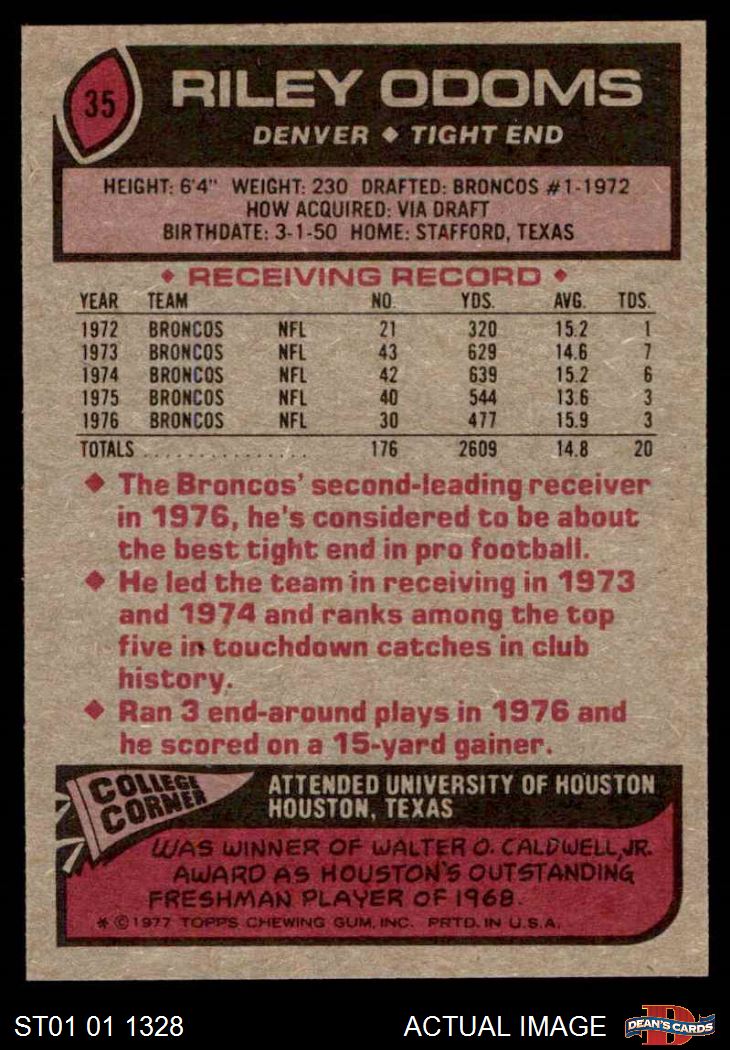 35
RILEY ODOMS
DENVER ♦ TIGHT END
HEIGHT: 6'4" WEIGHT: 230 DRAFTED: BRONCOS #1-1972
HOW ACQUIRED: VIA DRAFT
BIRTHDATE: 3-1-50 HOME: STAFFORD, TEXAS
♦ RECEIVING RECORD ♦
YEAR TEAM NO. YDS. AVG. TDS.
1972 BRONCOS NFL 21 320 15.2 1
1973 BRONCOS NFL 43 629 14.6 7
1974 BRONCOS NFL 42 639 15.2 6
1975 BRONCOS NFL 40 544 13.6 3
1976 BRONCOS NFL 30 477 15.9 3
TOTALS . . . . . . . . . . . . . . . 176 2609 14.8 20
♦ The Broncos' second-leading receiver
in 1976, he's considered to be about
the best tight end in pro football.
♦ He led the team in receiving in 1973
and 1974 and ranks among the top
five in touchdown catches in club
history.
♦ Ran 3 end-around plays in 1976 and
he scored on a 15-yard gainer.
COLLEGE
CORNER
ATTENDED UNIVERSITY OF HOUSTON
HOUSTON, TEXAS
WAS WINNER OF WALTER O. CALDWELL, JR.
AWARD AS HOUSTON'S OUTSTANDING
FRESHMAN PLAYER OF 1968.
* © 1977 TOPPS CHEWING GUM, INC. PRTD. IN U.S.A.
ST01 01 1328
ACTUAL IMAGE
D
DEAN'S CARDS